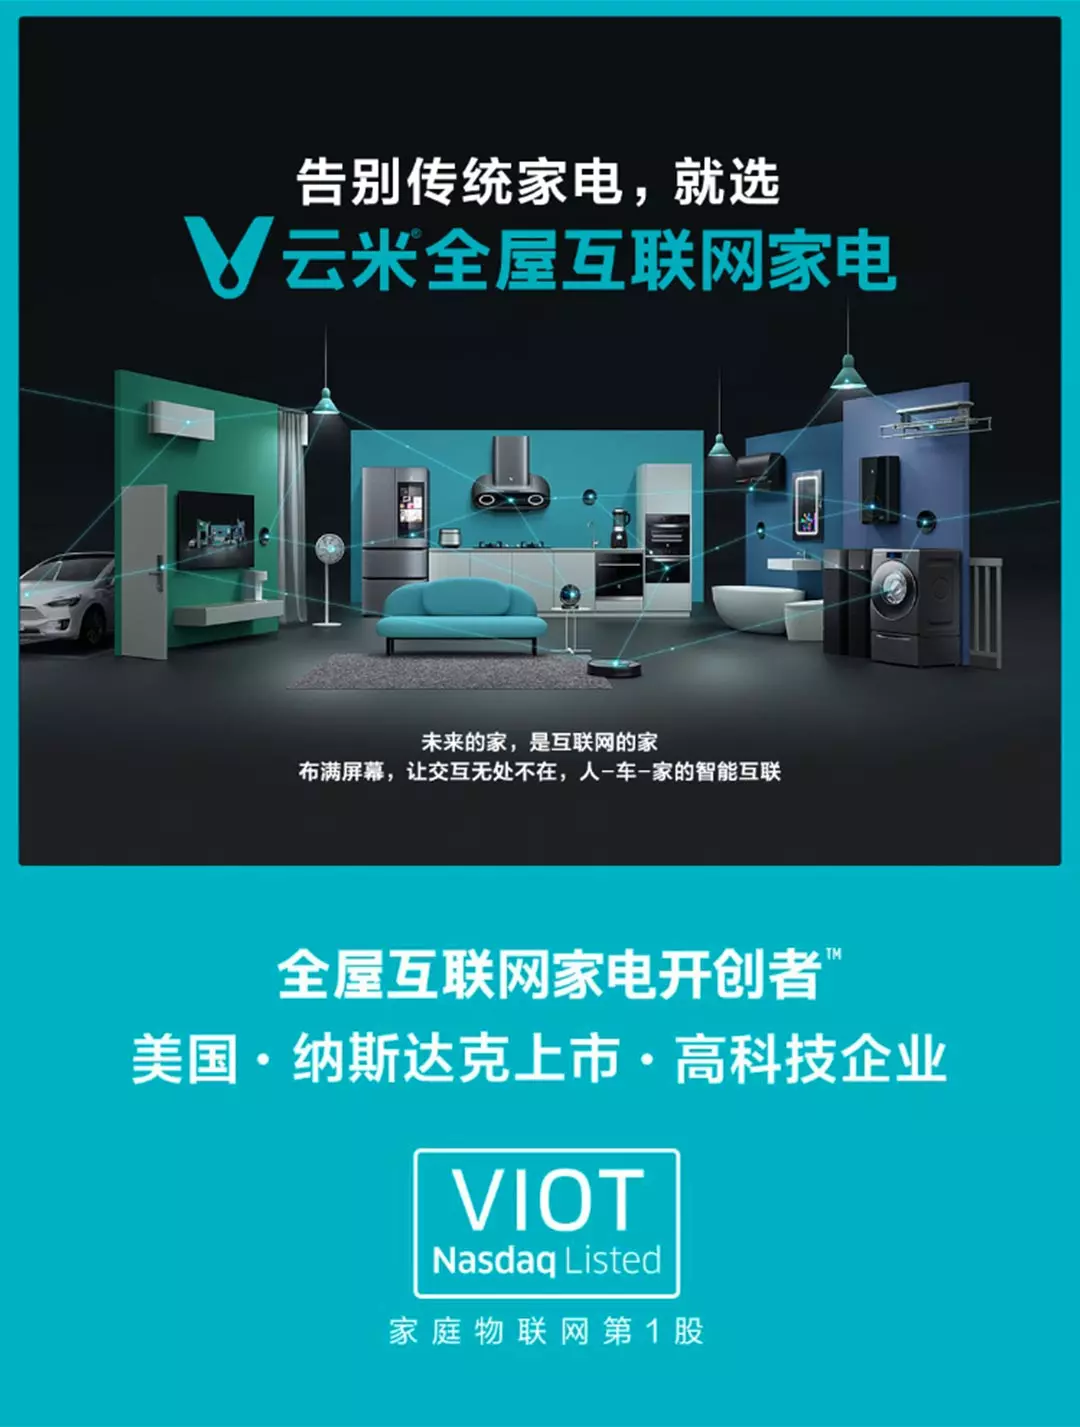 告别传统家电，就选
云米®全屋互联网家电
未来的家，是互联网的家
布满屏幕，让交互无处不在，人-车-家的智能互联
全屋互联网家电开创者™
美国·纳斯达克上市·高科技企业
VIOT
Nasdaq Listed
家庭物联网第1股